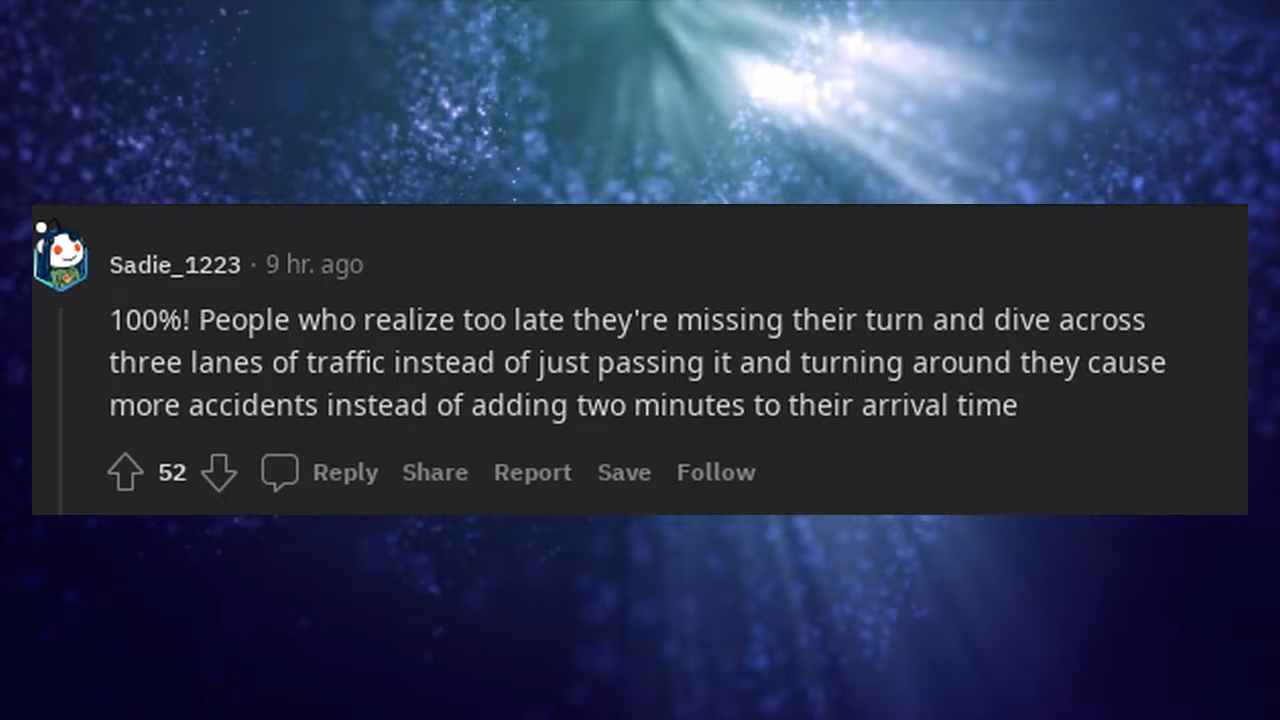 Sadie_1223 · 9 hr. ago
100%! People who realize too late they're missing their turn and dive across
three lanes of traffic instead of just passing it and turning around they cause
more accidents instead of adding two minutes to their arrival time
52 Reply Share Report Save Follow